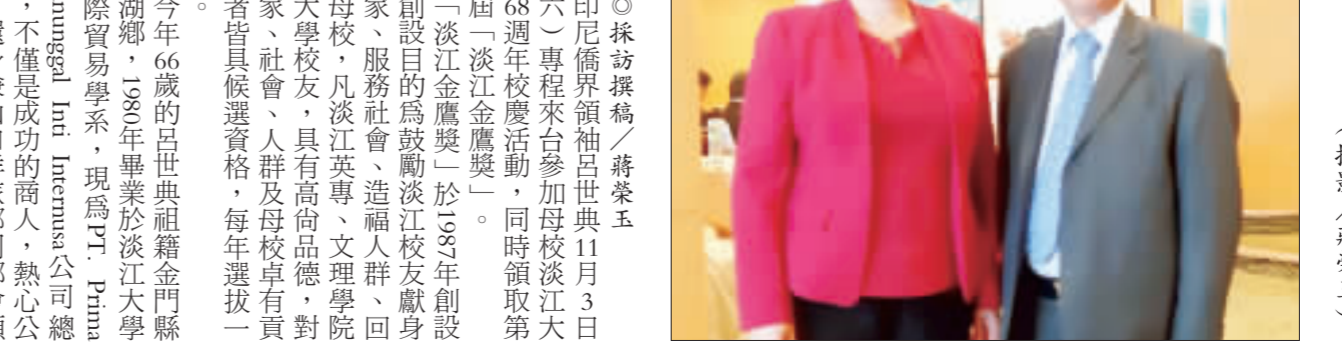 ◎採訪撰稿／蔣榮玉
印尼僑界領袖呂世典11月3日
六）專程來台參加母校淡江大
68週年校慶活動，同時領取第
屆「淡江金鷹獎」。
「淡江金鷹獎」於1987年創設
創設目的為鼓勵淡江校友獻身
家、服務社會、造福人群、回
母校，凡淡江英專、文理學院
大學校友，具有高尚品德，對
家、社會、人群及母校卓有貢
者皆具候選資格，每年選拔一
。
今年66歲的呂世典祖籍金門縣
湖鄉，1980年畢業於淡江大學
際貿易學系，現為PT. Prima
nunggal Inti Internusa公司總
，不僅是成功的商人，熱心公